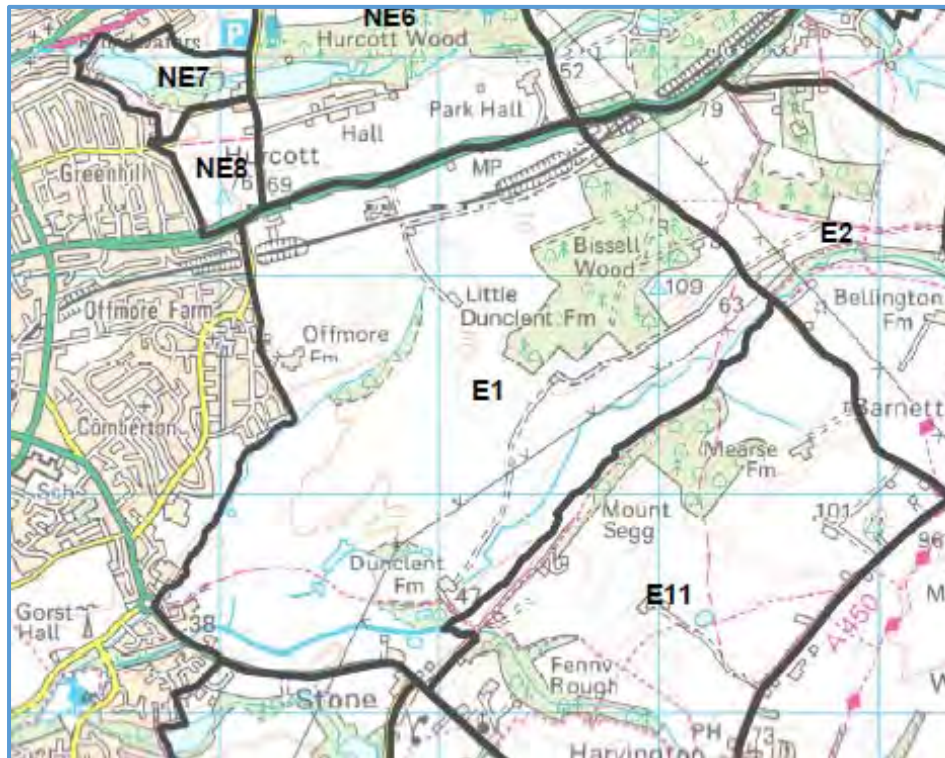 NE6
Hurcott Wood
P
NE7
52
Park Hall
Hall
79
Hurcott
Greenhill
NE8
76
69
MP
Bissell
Wood
E2
109
Little
Dunclent Fm
63
Bellington
Fm
Offmore Farm
Offmore
Fm
E1
Comberton
Barnett
Mearse
Fm
Sch
Mount
Segg
101
96
Dunclent
Fm
47
E11
A450
Gorst
Hall
38
Fenny
Rough
Stone
PH
73
Harvington